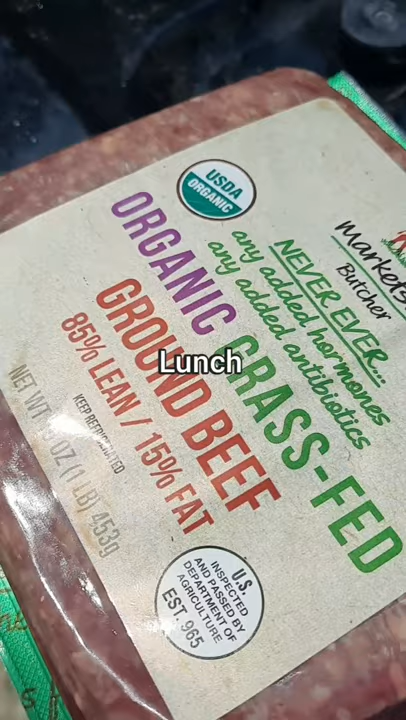 USDA
ORGANIC
Markets
Butcher
NEVER EVER...
any added hormones
any added antibiotics
ORGANIC GRASS-FED
GROUND BEEF
85% LEAN / 15% FAT
KEEP REFRIGERATED
NET WT OZ (1 LB) 453g
Lunch
U.S.
INSPECTED
AND PASSED BY
DEPARTMENT OF
AGRICULTURE
EST. 965